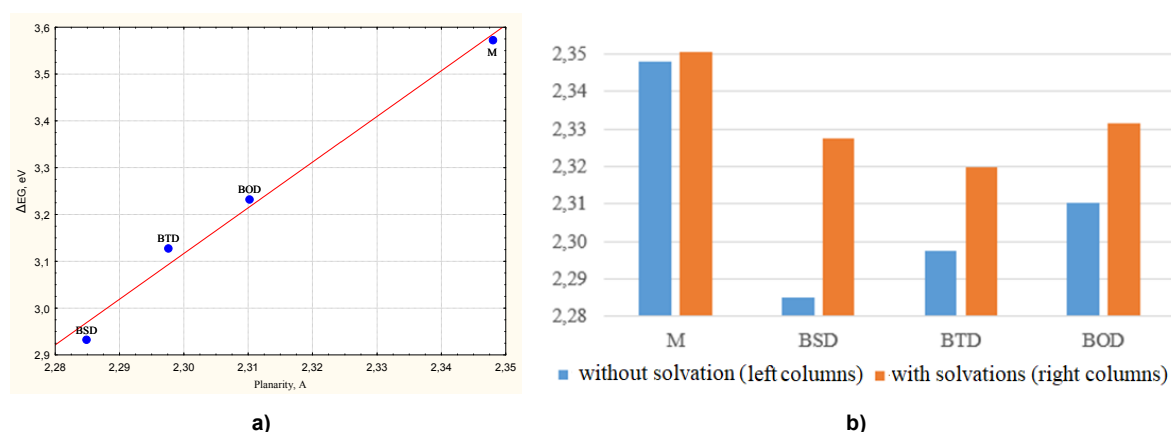 3,6
3,5
3,4
3,3
3,2
3,1
3,0
2,9
ΔEG, eV
M
BOD
BTD
BSD
2,28 2,29 2,30 2,31 2,32 2,33 2,34 2,35
Planarity, A
a)
2,35
2,34
2,33
2,32
2,31
2,30
2,29
2,28
M BSD BTD BOD
without solvation (left columns) with solvations (right columns)
b)